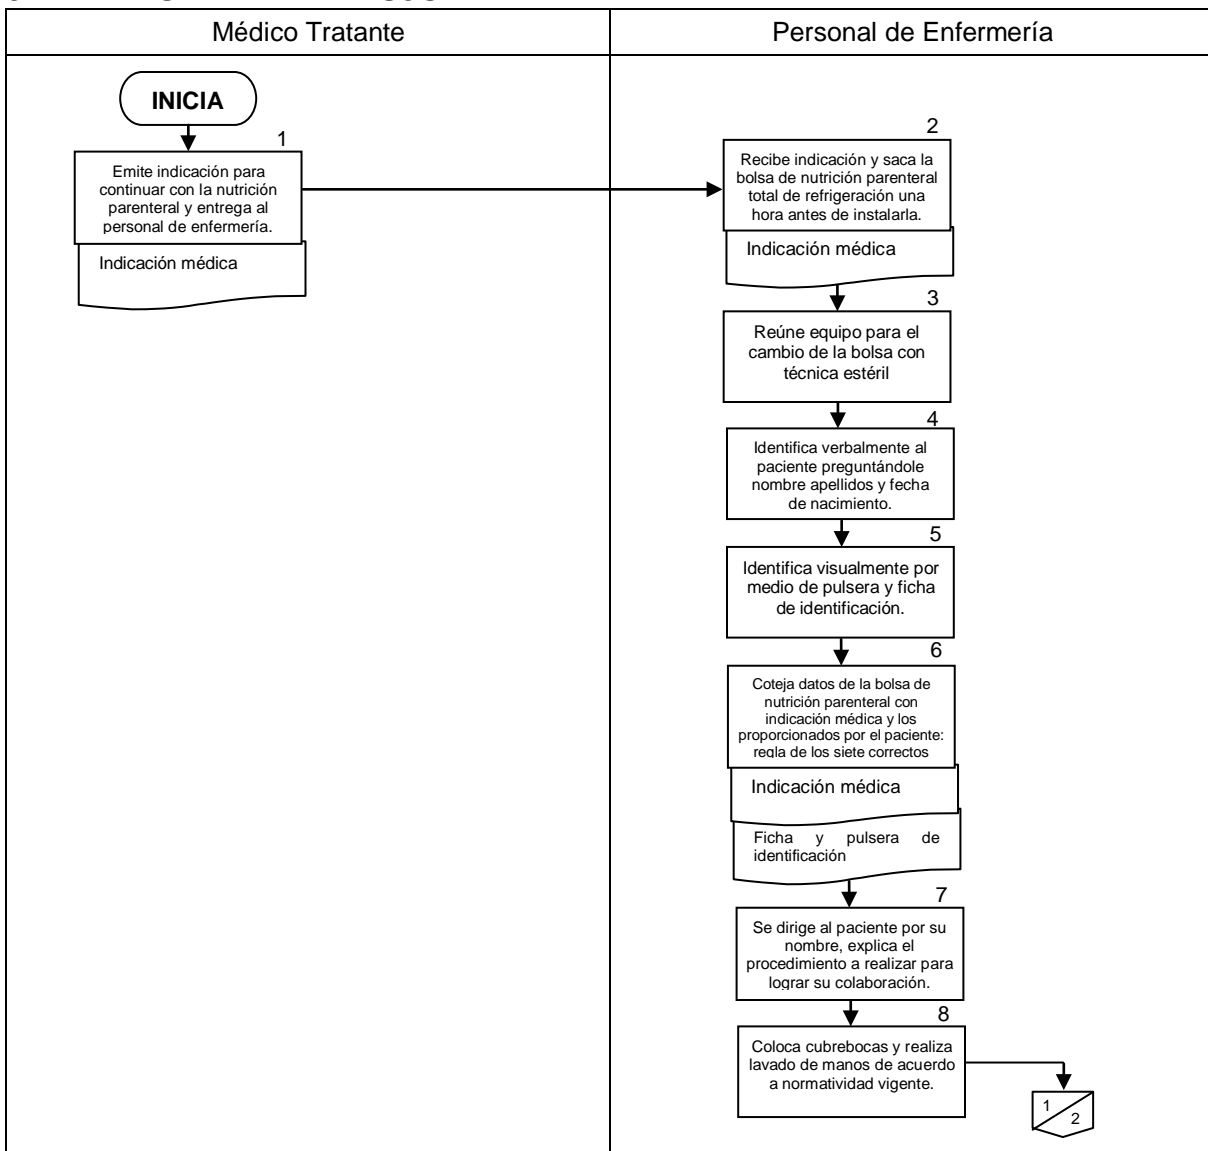 Médico Tratante
Personal de Enfermería
INICIA
1
Emite indicación para
continuar con la nutrición
parenteral y entrega al
personal de enfermería.
Indicación médica
2
Recibe indicación y saca la
bolsa de nutrición parenteral
total de refrigeración una
hora antes de instalarla.
Indicación médica
3
Reúne equipo para el
cambio de la bolsa con
técnica estéril
4
Identifica verbalmente al
paciente preguntándole
nombre apellidos y fecha
de nacimiento.
5
Identifica visualmente por
medio de pulsera y ficha
de identificación.
6
Coteja datos de la bolsa de
nutrición parenteral con
indicación médica y los
proporcionados por el paciente:
regla de los siete correctos
Indicación médica
Ficha y pulsera de
identificación
7
Se dirige al paciente por su
nombre, explica el
procedimiento a realizar para
lograr su colaboración.
8
Coloca cubrebocas y realiza
lavado de manos de acuerdo
a normatividad vigente.
1
2